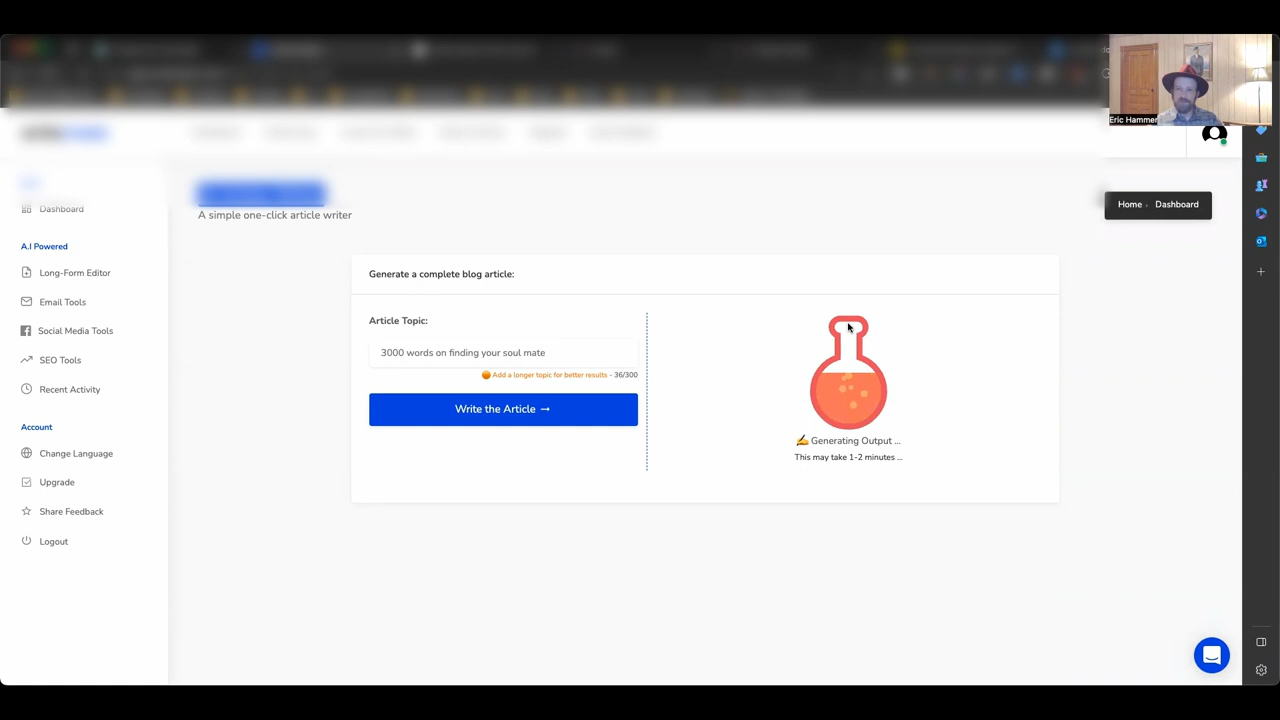 Eric Hammer
A simple one-click article writer
Home
Dashboard
Dashboard
A.I Powered
Long-Form Editor
Email Tools
Social Media Tools
SEO Tools
Recent Activity
Account
Change Language
Upgrade
Share Feedback
Logout
Generate a complete blog article:
Article Topic:
3000 words on finding your soul mate
Add a longer topic for better results - 36/300
Write the Article →
✍️ Generating Output ...
This may take 1-2 minutes ...